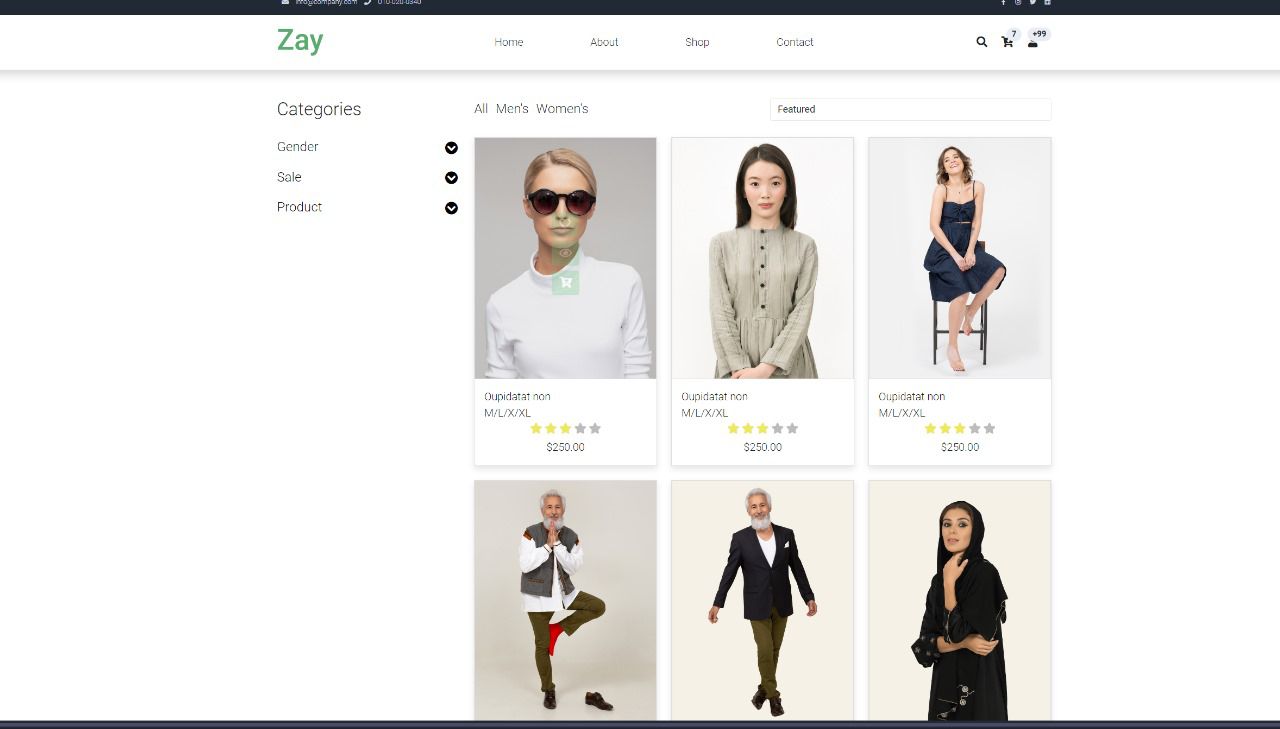 info@company.com 010-020-0340
Zay
Home About Shop Contact
7 +99
Categories
Gender
Sale
Product
All Men's Women's
Featured
Oupidatat non
M/L/X/XL
$250.00
Oupidatat non
M/L/X/XL
$250.00
Oupidatat non
M/L/X/XL
$250.00